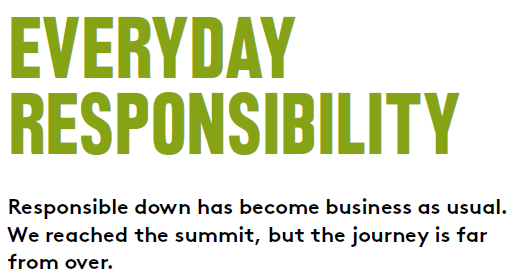 EVERYDAY
RESPONSIBILITY
Responsible down has become business as usual.
We reached the summit, but the journey is far
from over.